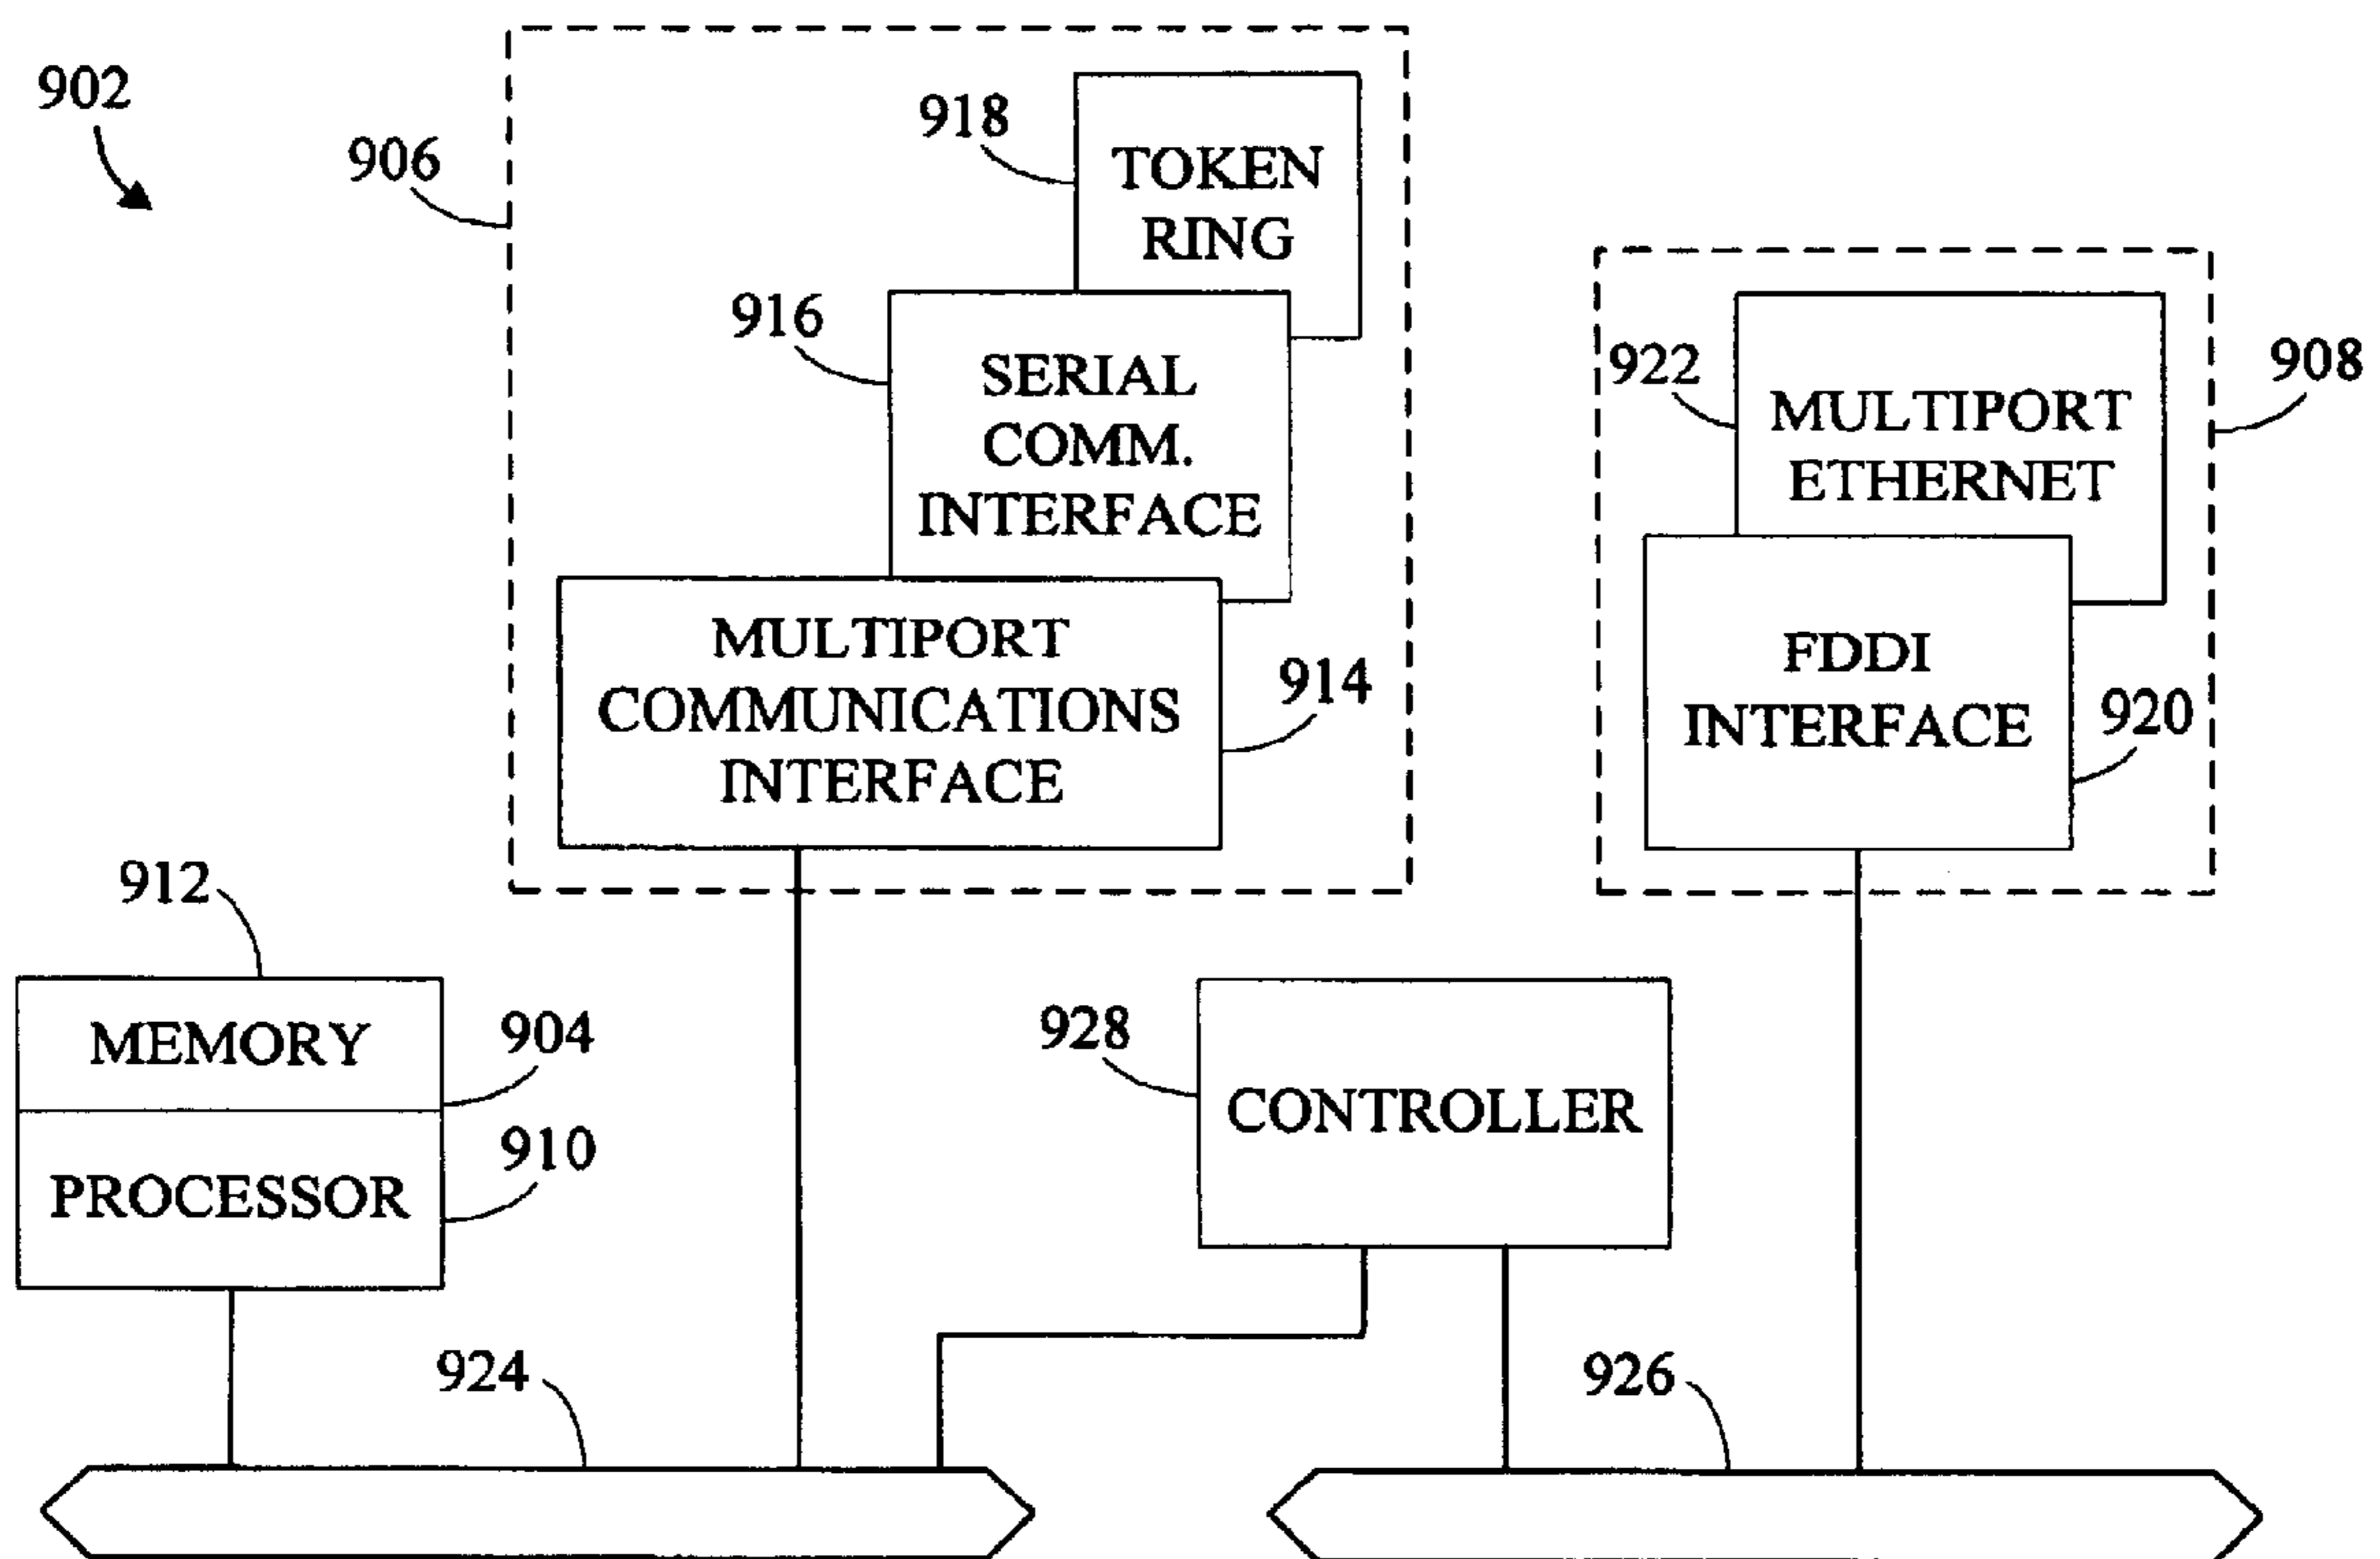 902
906
918
TOKEN
RING
916
SERIAL
COMM.
INTERFACE
MULTIPORT
COMMUNICATIONS
INTERFACE
914
922
MULTIPORT
ETHERNET
908
FDDI
INTERFACE
920
912
MEMORY
904
PROCESSOR
910
928
CONTROLLER
924
926